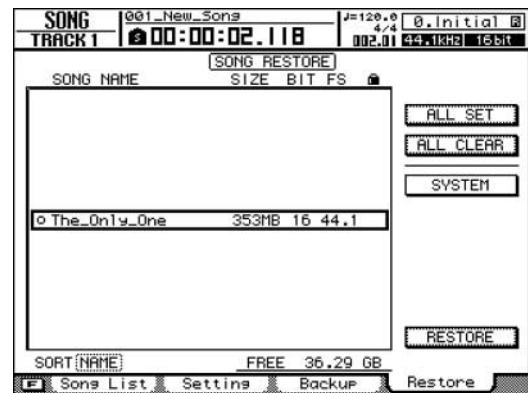 SONG 001_New_Song J=120.0 0.Initial R
4/4
TRACK 1 S 00:00:02.118 002.01 44.1kHz 16bit
SONG RESTORE
SONG NAME SIZE BIT FS
ALL SET
ALL CLEAR
SYSTEM
The_Only_One 353MB 16 44.1
RESTORE
SORT NAME FREE 36.29 GB
F Song List Setting Backup Restore